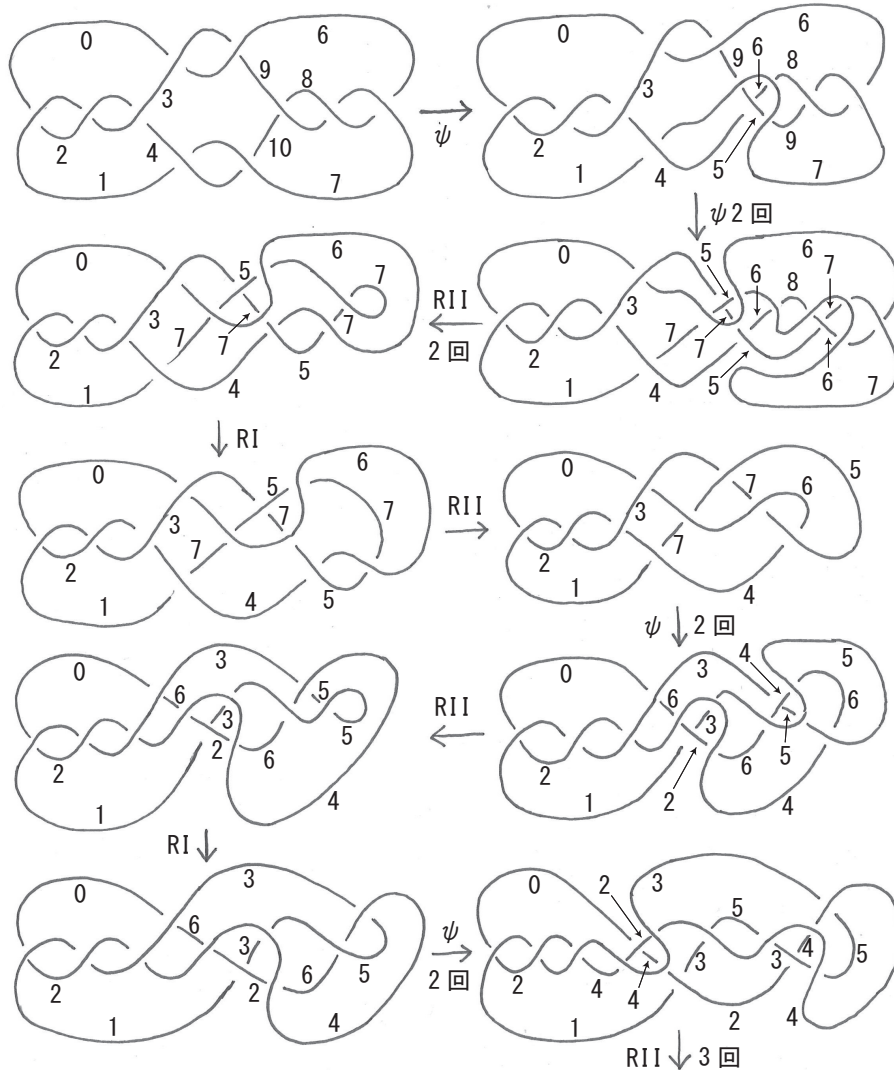 0 6 9 8 3 2 4 10 1 7
ψ
0 6 9 6 8 3 2 5 9 1 4 7
ψ 2 回
0 5 6 7 3 7 7 2 5 1 4
RII
2 回
0 5 6 6 7 8 3 2 7 7 5 6 1 4 7
RI
0 6 5 3 7 7 2 7 1 4 5
RII
0 5 7 6 3 2 7 1 4
ψ 2 回
0 3 6 5 3 2 2 5 6 1 4
RII
0 3 4 5 6 6 3 2 6 5 1 2 4
RI
0 3 6 3 2 2 6 5 1 4
ψ
2 回
0 2 3 5 3 3 4 5 2 4 4 1 2 4
RII 3 回